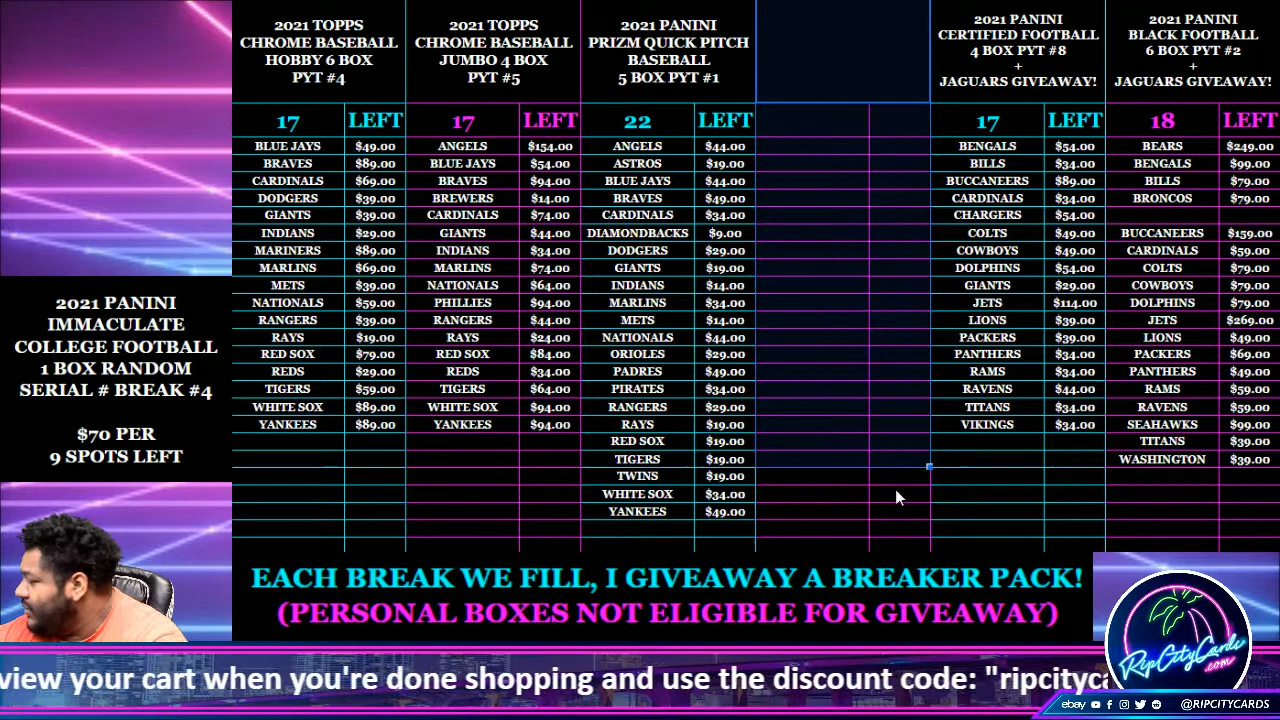 2021 TOPPS
CHROME BASEBALL
HOBBY 6 BOX
PYT #4
17 LEFT
BLUE JAYS $49.00
BRAVES $89.00
CARDINALS $69.00
DODGERS $39.00
GIANTS $39.00
INDIANS $29.00
MARINERS $89.00
MARLINS $69.00
METS $39.00
NATIONALS $59.00
RANGERS $39.00
RAYS $19.00
RED SOX $79.00
REDS $29.00
TIGERS $59.00
WHITE SOX $89.00
YANKEES $89.00
2021 TOPPS
CHROME BASEBALL
JUMBO 4 BOX
PYT #5
17 LEFT
ANGELS $154.00
BLUE JAYS $54.00
BRAVES $94.00
BREWERS $14.00
CARDINALS $74.00
GIANTS $44.00
INDIANS $34.00
MARLINS $74.00
NATIONALS $64.00
PHILLIES $94.00
RANGERS $44.00
RAYS $24.00
RED SOX $84.00
REDS $34.00
TIGERS $64.00
WHITE SOX $94.00
YANKEES $94.00
2021 PANINI
PRIZM QUICK PITCH
BASEBALL
5 BOX PYT #1
22 LEFT
ANGELS $44.00
ASTROS $19.00
BLUE JAYS $44.00
BRAVES $49.00
CARDINALS $34.00
DIAMONDBACKS $9.00
DODGERS $29.00
GIANTS $19.00
INDIANS $14.00
MARLINS $34.00
METS $14.00
NATIONALS $44.00
ORIOLES $29.00
PADRES $49.00
PIRATES $34.00
RANGERS $29.00
RAYS $19.00
RED SOX $19.00
TIGERS $19.00
TWINS $19.00
WHITE SOX $34.00
YANKEES $49.00
2021 PANINI
CERTIFIED FOOTBALL
4 BOX PYT #8
+
JAGUARS GIVEAWAY!
17 LEFT
BENGALS $54.00
BILLS $34.00
BUCCANEERS $89.00
CARDINALS $34.00
CHARGERS $54.00
COLTS $49.00
COWBOYS $49.00
DOLPHINS $54.00
GIANTS $29.00
JETS $114.00
LIONS $39.00
PACKERS $39.00
PANTHERS $34.00
RAMS $34.00
RAVENS $44.00
TITANS $34.00
VIKINGS $34.00
2021 PANINI
BLACK FOOTBALL
6 BOX PYT #2
+
JAGUARS GIVEAWAY!
18 LEFT
BEARS $249.00
BENGALS $99.00
BILLS $79.00
BRONCOS $79.00
BUCCANEERS $159.00
CARDINALS $59.00
COLTS $79.00
COWBOYS $79.00
DOLPHINS $79.00
JETS $269.00
LIONS $49.00
PACKERS $69.00
PANTHERS $49.00
RAMS $59.00
RAVENS $59.00
SEAHAWKS $99.00
TITANS $39.00
WASHINGTON $39.00
2021 PANINI
IMMACULATE
COLLEGE FOOTBALL
1 BOX RANDOM
SERIAL # BREAK #4
$70 PER
9 SPOTS LEFT
EACH BREAK WE FILL, I GIVEAWAY A BREAKER PACK!
(PERSONAL BOXES NOT ELIGIBLE FOR GIVEAWAY)
view your cart when you're done shopping and use the discount code: "ripcityca
RipCityCards
.com
ebay @RIPCITYCARDS